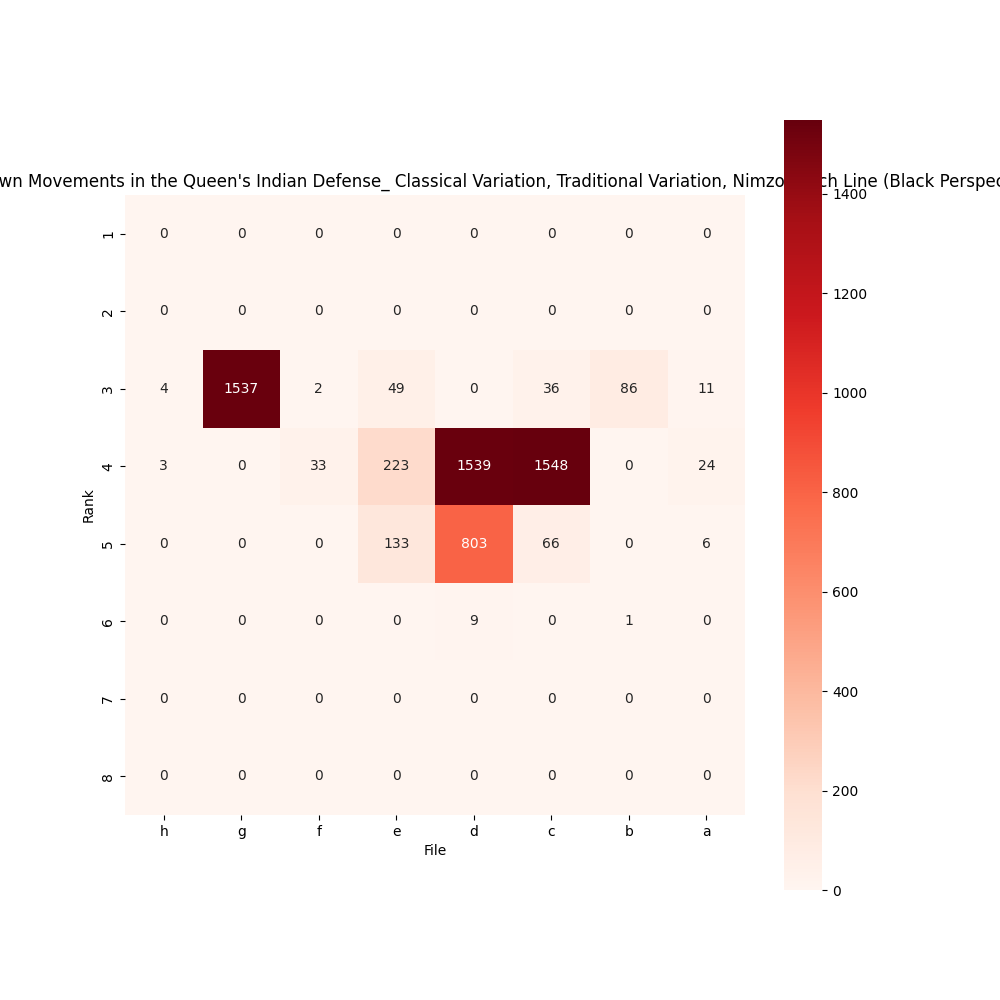 wn Movements in the Queen's Indian Defense_ Classical Variation, Traditional Variation, Nimzo ch Line (Black Perspec
1400
1 0 0 0 0 0 0 0 0
1200
2 0 0 0 0 0 0 0 0
3 4 1537 2 49 0 36 86 11
1000
4 3 0 33 223 1539 1548 0 24
Rank
800
5 0 0 0 133 803 66 0 6
600
6 0 0 0 0 9 0 1 0
400
7 0 0 0 0 0 0 0 0
8 0 0 0 0 0 0 0 0
200
h g f e d c b a
File
0